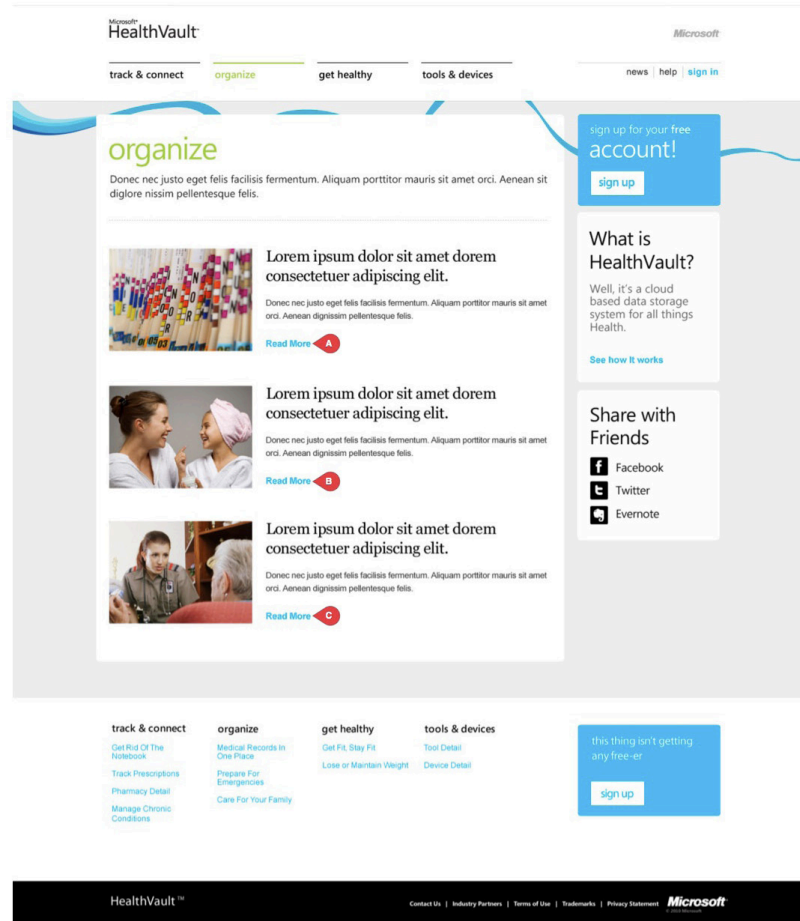 Microsoft®
HealthVault™
Microsoft
track & connect
organize
get healthy
tools & devices
news | help | sign in
organize
Donec nec justo eget felis facilisis fermentum. Aliquam porttitor mauris sit amet orci. Aenean sit
diglore nissim pellentesque felis.
Lorem ipsum dolor sit amet dorem
consectetuer adipiscing elit.
Donec nec justo eget felis facilisis fermentum. Aliquam porttitor mauris sit amet
orci. Aenean dignissim pellentesque felis.
Read More A
Lorem ipsum dolor sit amet dorem
consectetuer adipiscing elit.
Donec nec justo eget felis facilisis fermentum. Aliquam porttitor mauris sit amet
orci. Aenean dignissim pellentesque felis.
Read More B
Lorem ipsum dolor sit amet dorem
consectetuer adipiscing elit.
Donec nec justo eget felis facilisis fermentum. Aliquam porttitor mauris sit amet
orci. Aenean dignissim pellentesque felis.
Read More C
sign up for your free
account!
sign up
What is
HealthVault?
Well, it's a cloud
based data storage
system for all things
Health.
See how It works
Share with
Friends
Facebook
Twitter
Evernote
track & connect
Get Rid Of The
Notebook
Track Prescriptions
Pharmacy Detail
Manage Chronic
Conditions
organize
Medical Records In
One Place
Prepare For
Emergencies
Care For Your Family
get healthy
Get Fit, Stay Fit
Lose or Maintain Weight
tools & devices
Tool Detail
Device Detail
this thing isn't getting
any free-er
sign up
HealthVault™
Contact Us | Industry Partners | Terms of Use | Trademarks | Privacy Statement
Microsoft